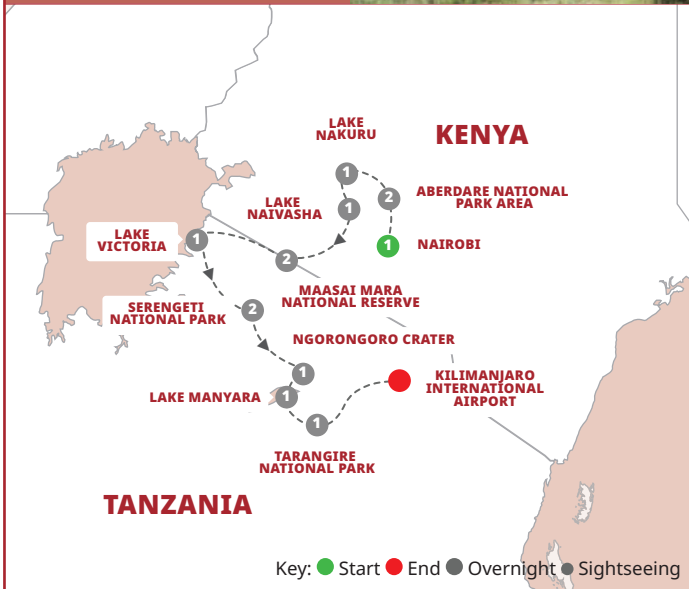 LAKE
NAKURU
KENYA
1
ABERDARE NATIONAL
PARK AREA
2
LAKE
NAIVASHA
1
LAKE
VICTORIA
1
1
NAIROBI
2
MAASAI MARA
NATIONAL RESERVE
SERENGETI
NATIONAL PARK
2
NGORONGORO CRATER
1
KILIMANJARO
INTERNATIONAL
AIRPORT
LAKE MANYARA
1
1
TARANGIRE
NATIONAL PARK
TANZANIA
Key: Start End Overnight Sightseeing